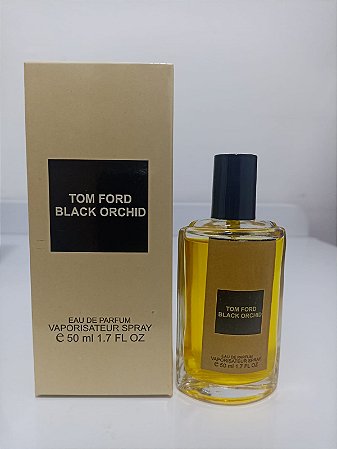 TOM FORD
BLACK ORCHID
EAU DE PARFUM
VAPORISATEUR SPRAY
℮ 50 ml 1.7 FL OZ
TOM FORD
BLACK ORCHID
EAU DE PARFUM
VAPORISATEUR SPRAY
℮ 50 ml 1.7 FL OZ